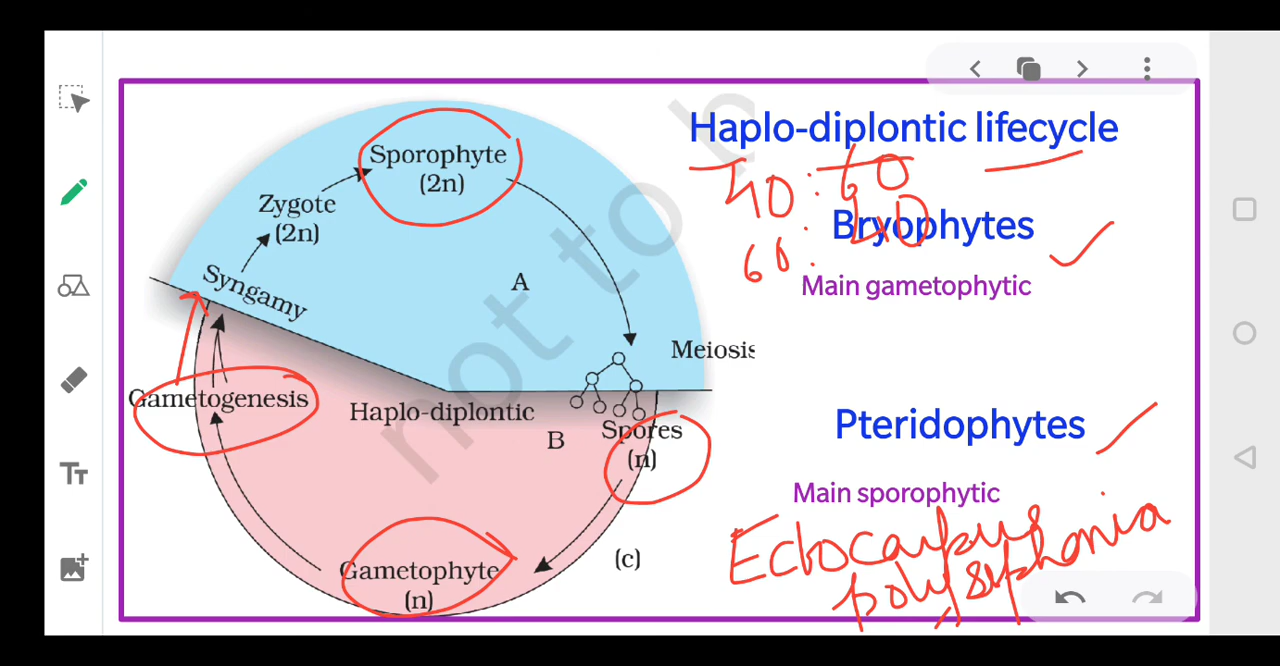 Haplo-diplontic lifecycle
40 : 60
60 : 40
Bryophytes
Main gametophytic
Pteridophytes
Main sporophytic
Ectocarpus
polysiphonia
Sporophyte
(2n)
Zygote
(2n)
Syngamy
A
Meiosis
Gametogenesis
Haplo-diplontic
B
Spores
(n)
Gametophyte
(n)
(c)
not to b
Tт